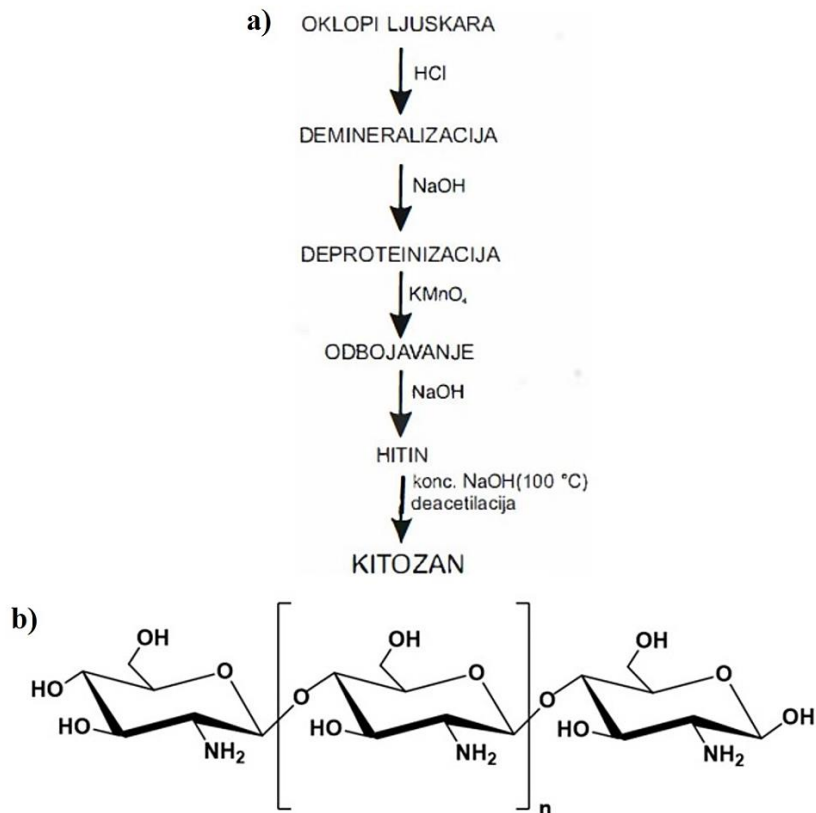 a)
OKLOPI LJUSKARA
HCl
DEMINERALIZACIJA
NaOH
DEPROTEINIZACIJA
KMnO₄
ODBOJAVANJE
NaOH
HITIN
konc. NaOH(100 °C)
deacetilacija
KITOZAN
b)
OH
O
HO
HO
NH₂
O
OH
O
HO
NH₂
n
O
OH
O
HO
NH₂
OH